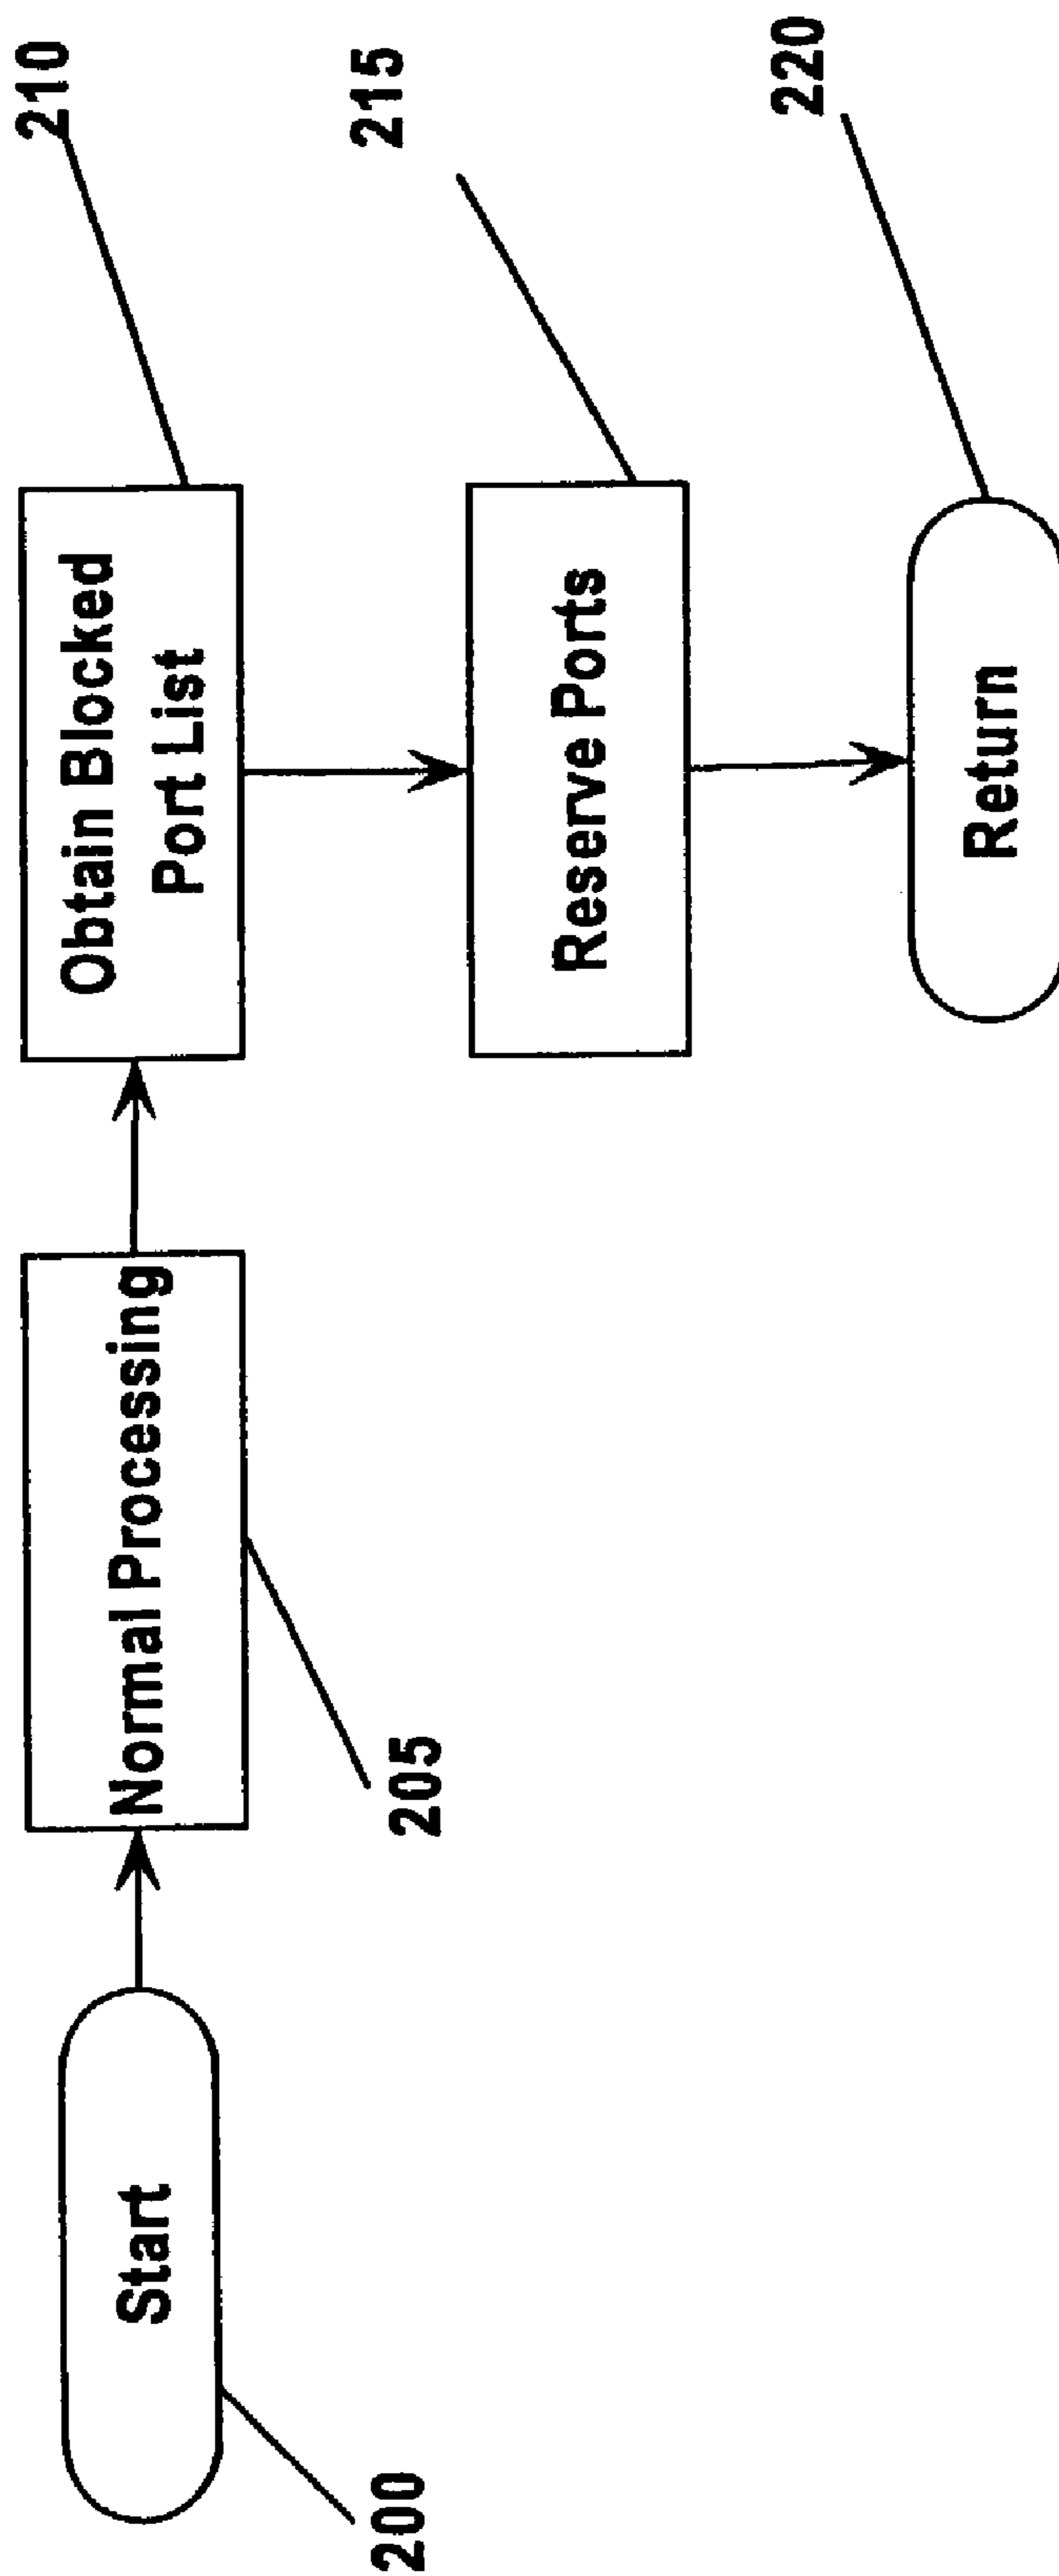 Start
200
Normal Processing
205
Obtain Blocked
Port List
210
Reserve Ports
215
Return
220